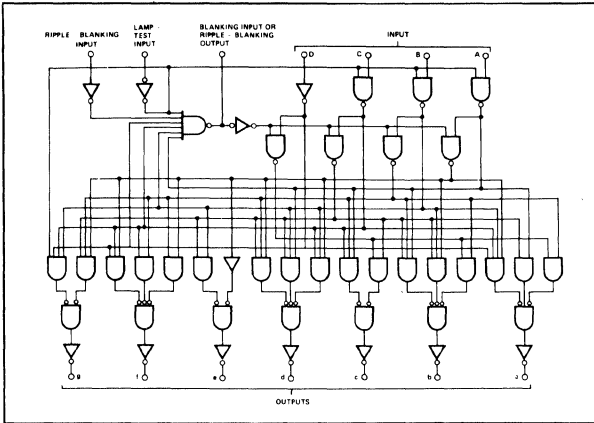 RIPPLE BLANKING
INPUT
LAMP -
TEST
INPUT
BLANKING INPUT OR
RIPPLE - BLANKING
OUTPUT
INPUT
D
C
B
A
g
f
e
d
c
b
a
OUTPUTS